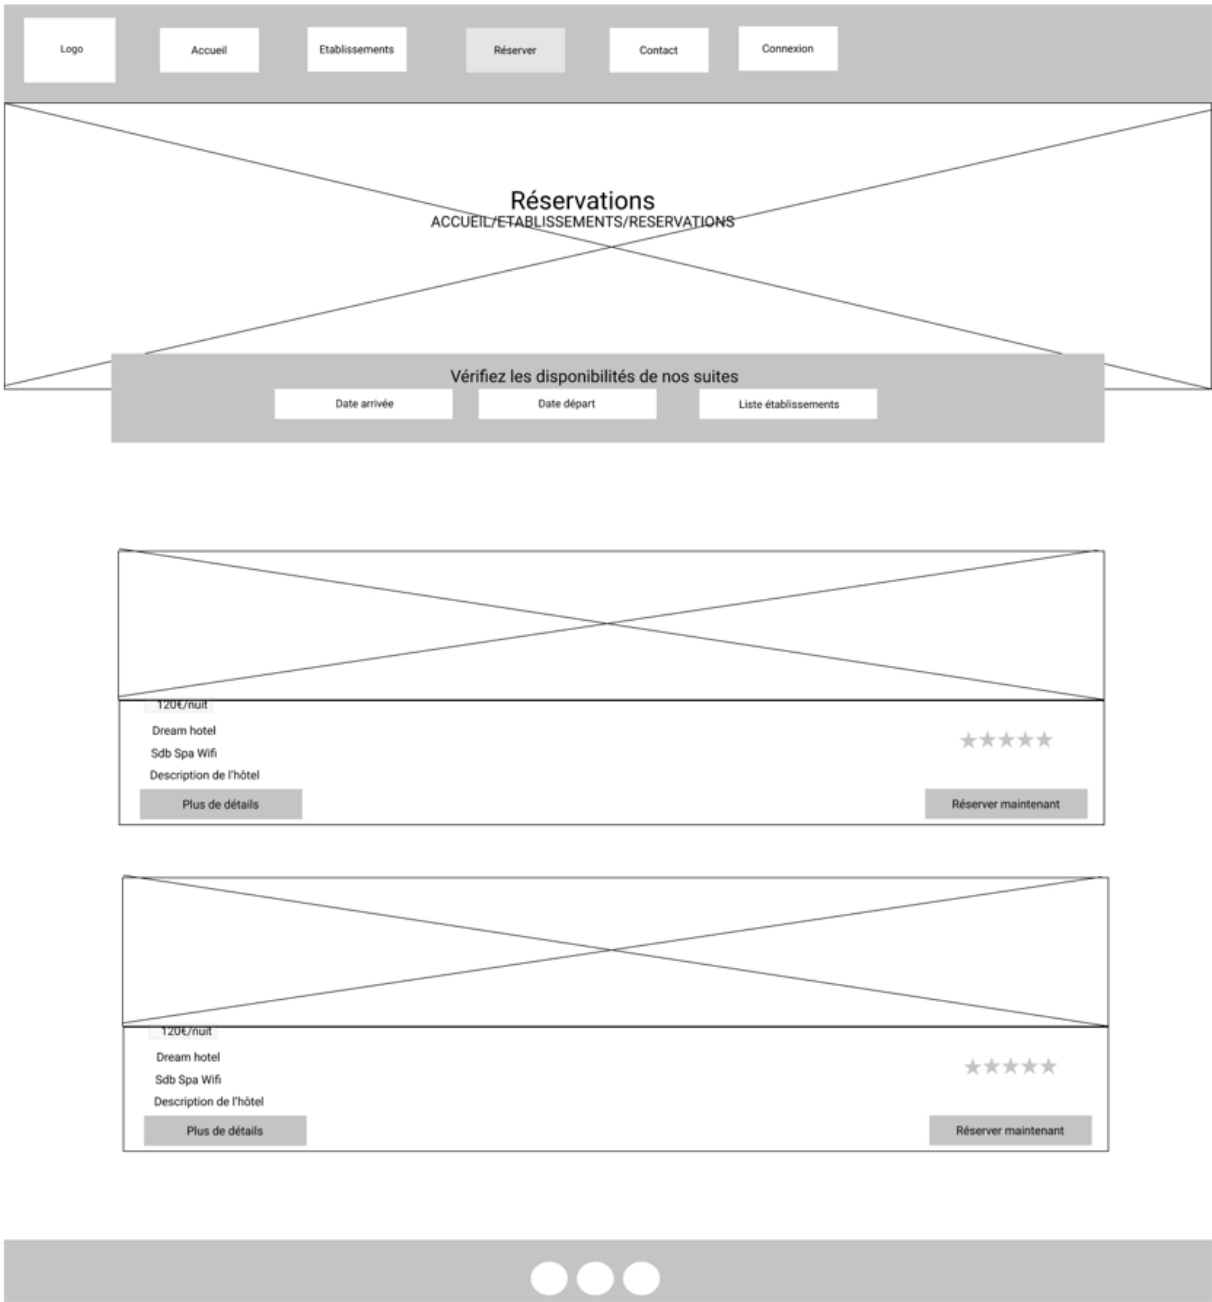 Logo
Accueil
Etablissements
Réserver
Contact
Connexion
Réservations
ACCUEIL/ETABLISSEMENTS/RESERVATIONS
Vérifiez les disponibilités de nos suites
Date arrivée
Date départ
Liste établissements
120€/nuit
Dream hotel
Sdb Spa Wifi
Description de l'hôtel
Plus de détails
Réserver maintenant
120€/nuit
Dream hotel
Sdb Spa Wifi
Description de l'hôtel
Plus de détails
Réserver maintenant